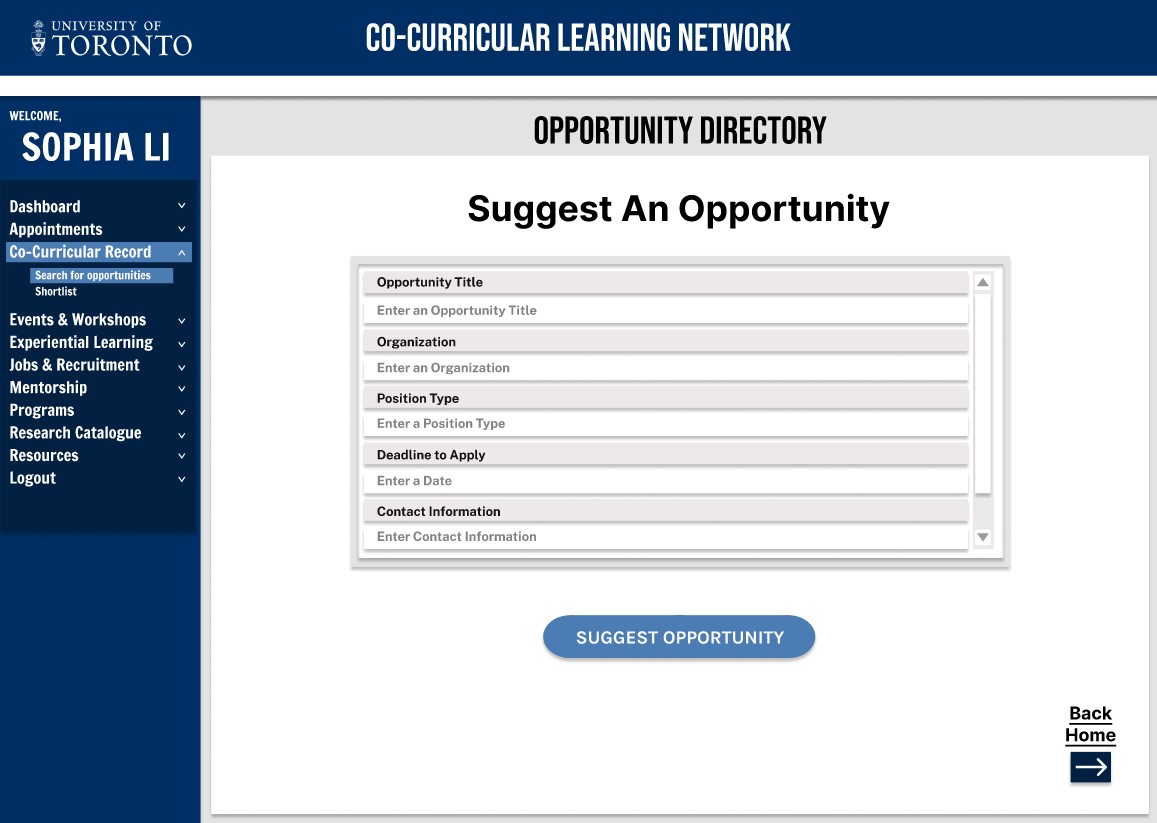 UNIVERSITY OF
TORONTO
CO-CURRICULAR LEARNING NETWORK
WELCOME,
SOPHIA LI
Dashboard
Appointments
Co-Curricular Record
Search for opportunities
Shortlist
Events & Workshops
Experiential Learning
Jobs & Recruitment
Mentorship
Programs
Research Catalogue
Resources
Logout
OPPORTUNITY DIRECTORY
Suggest An Opportunity
Opportunity Title
Enter an Opportunity Title
Organization
Enter an Organization
Position Type
Enter a Position Type
Deadline to Apply
Enter a Date
Contact Information
Enter Contact Information
SUGGEST OPPORTUNITY
Back
Home